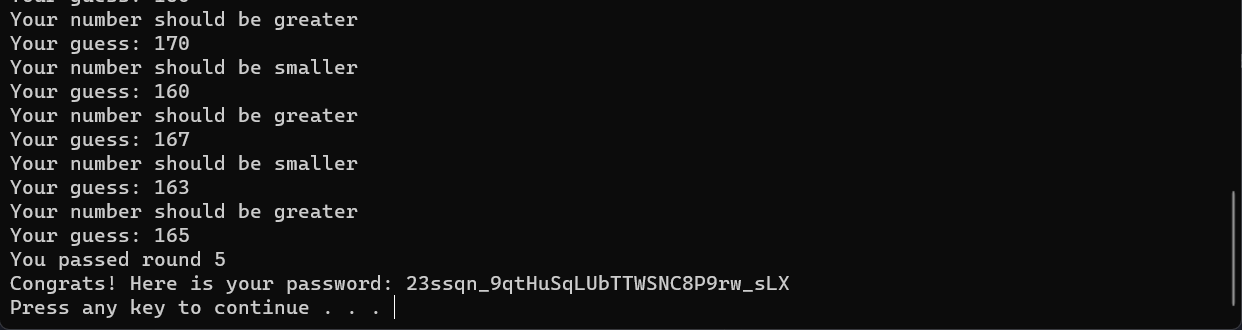 Your number should be greater
Your guess: 170
Your number should be smaller
Your guess: 160
Your number should be greater
Your guess: 167
Your number should be smaller
Your guess: 163
Your number should be greater
Your guess: 165
You passed round 5
Congrats! Here is your password: 23ssqn_9qtHuSqLUbTTWSNC8P9rw_sLX
Press any key to continue . . .